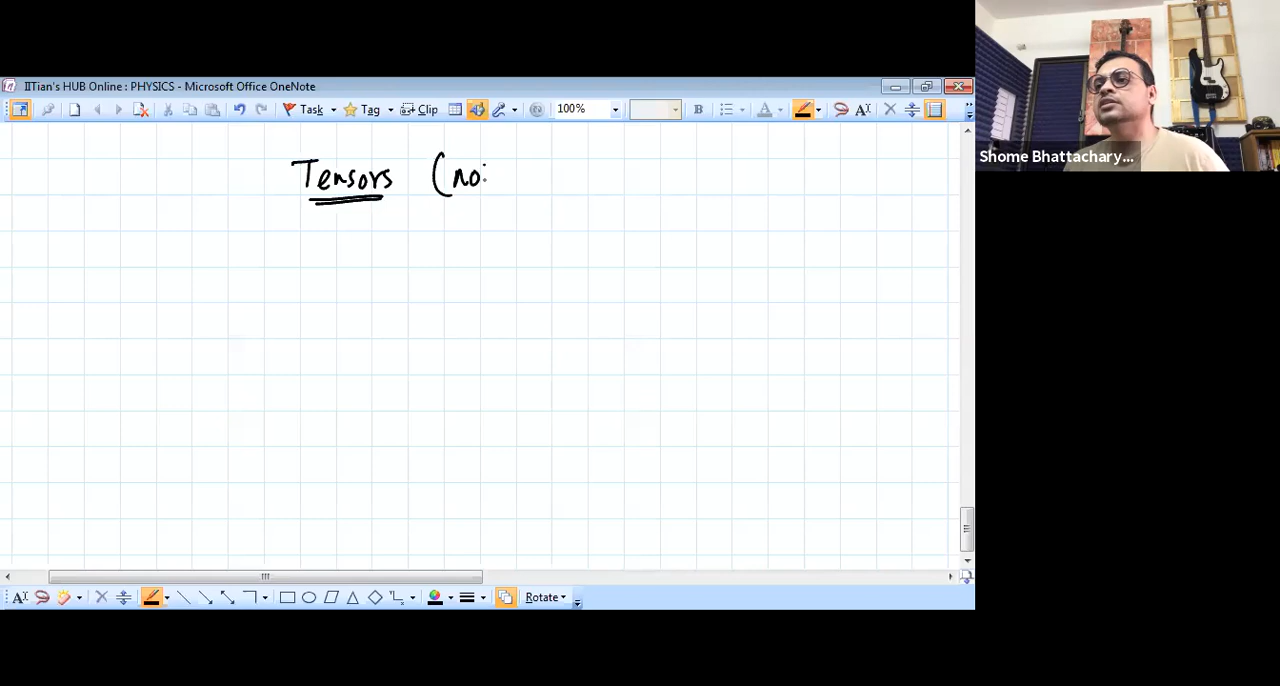 IITian's HUB Online : PHYSICS - Microsoft Office OneNote
Task Tag Clip 100% B A
Tensors (no
Shome Bhattachary...
Rotate